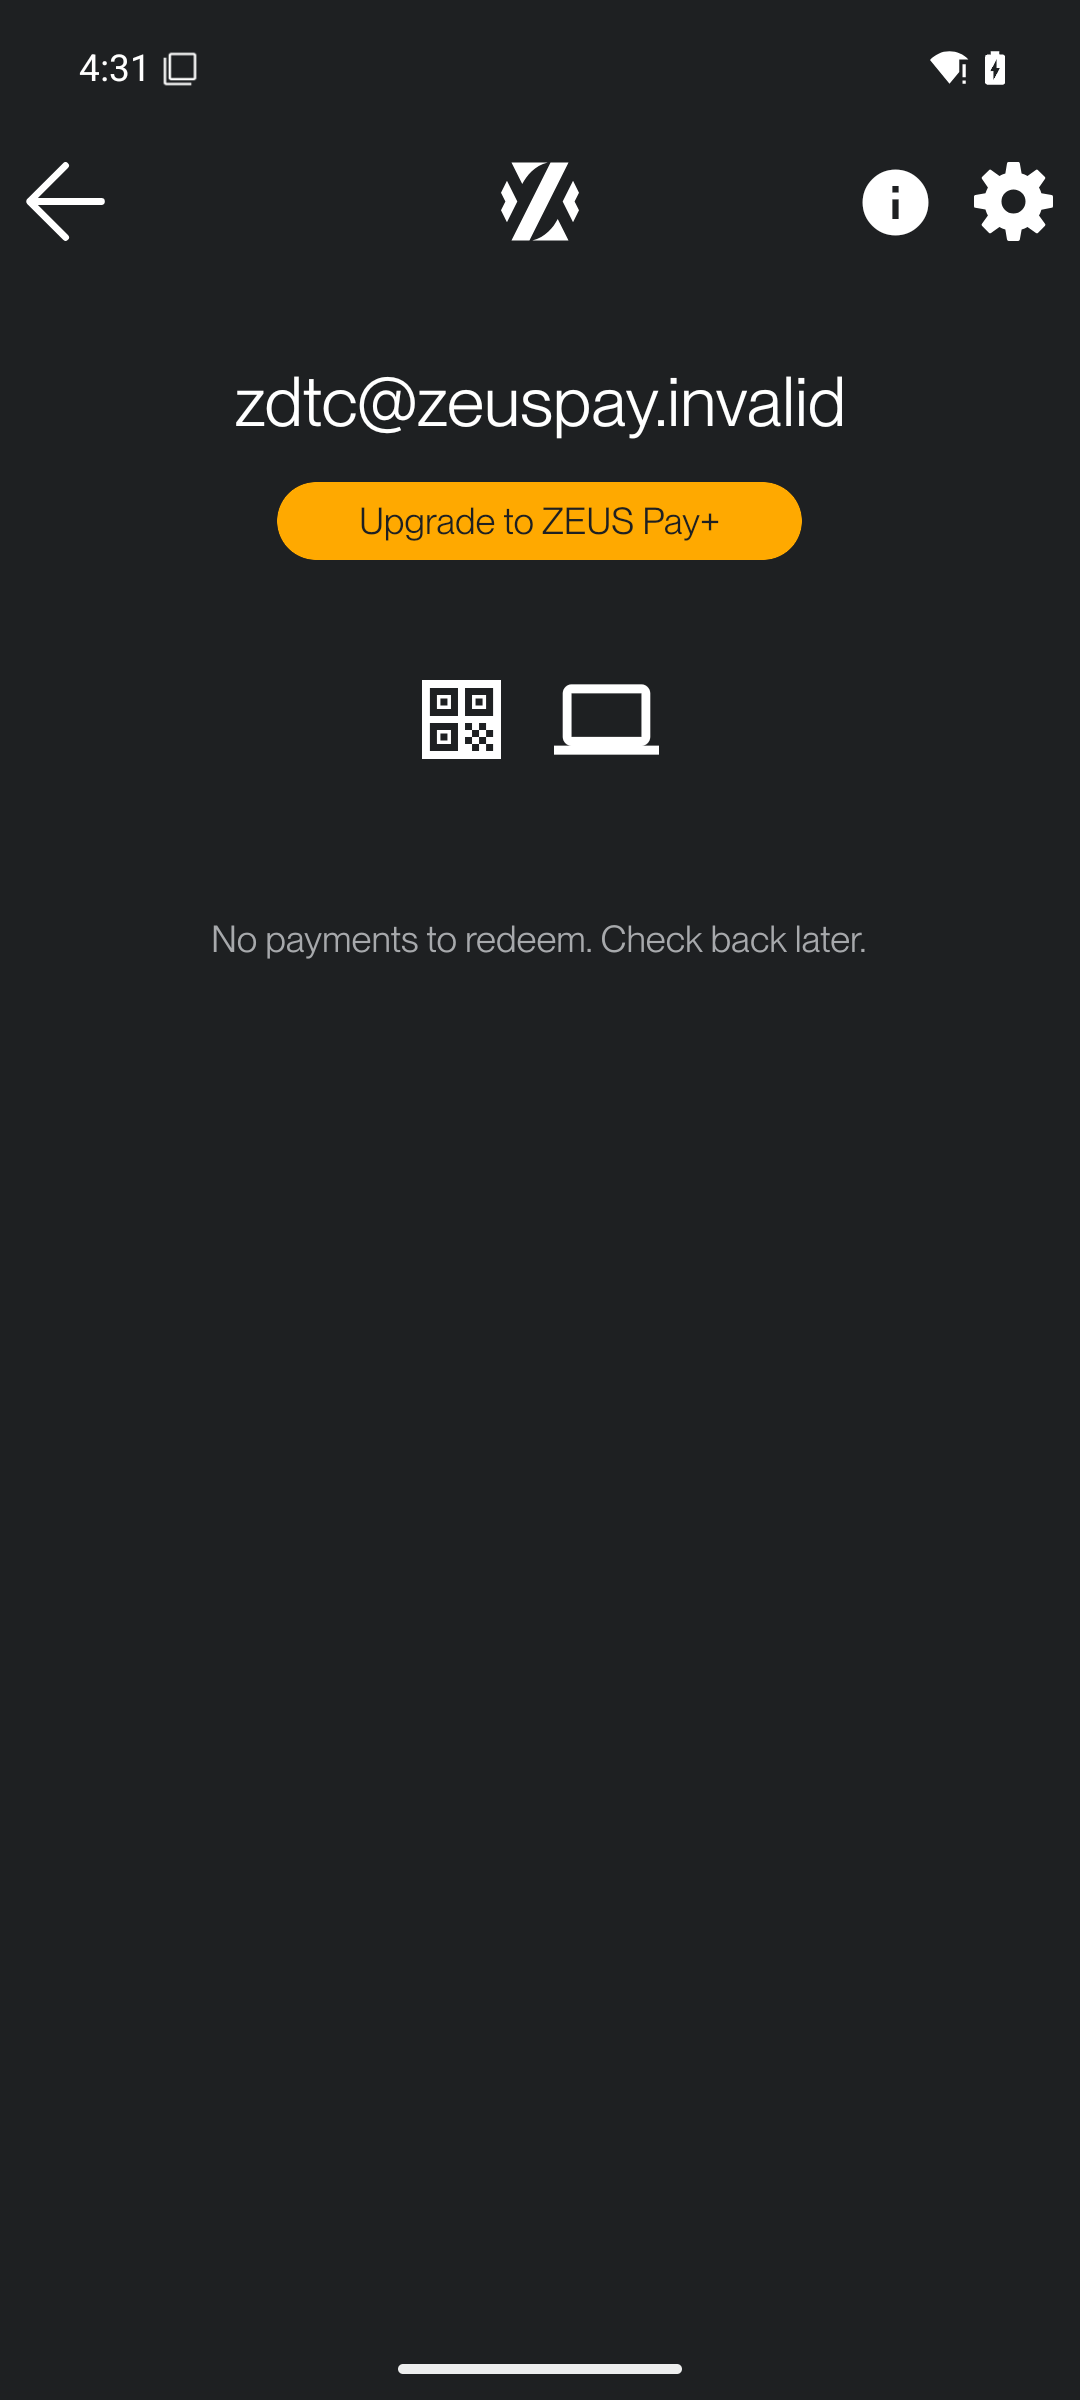 4:31
zdtc@zeuspay.invalid
Upgrade to ZEUS Pay+
No payments to redeem. Check back later.